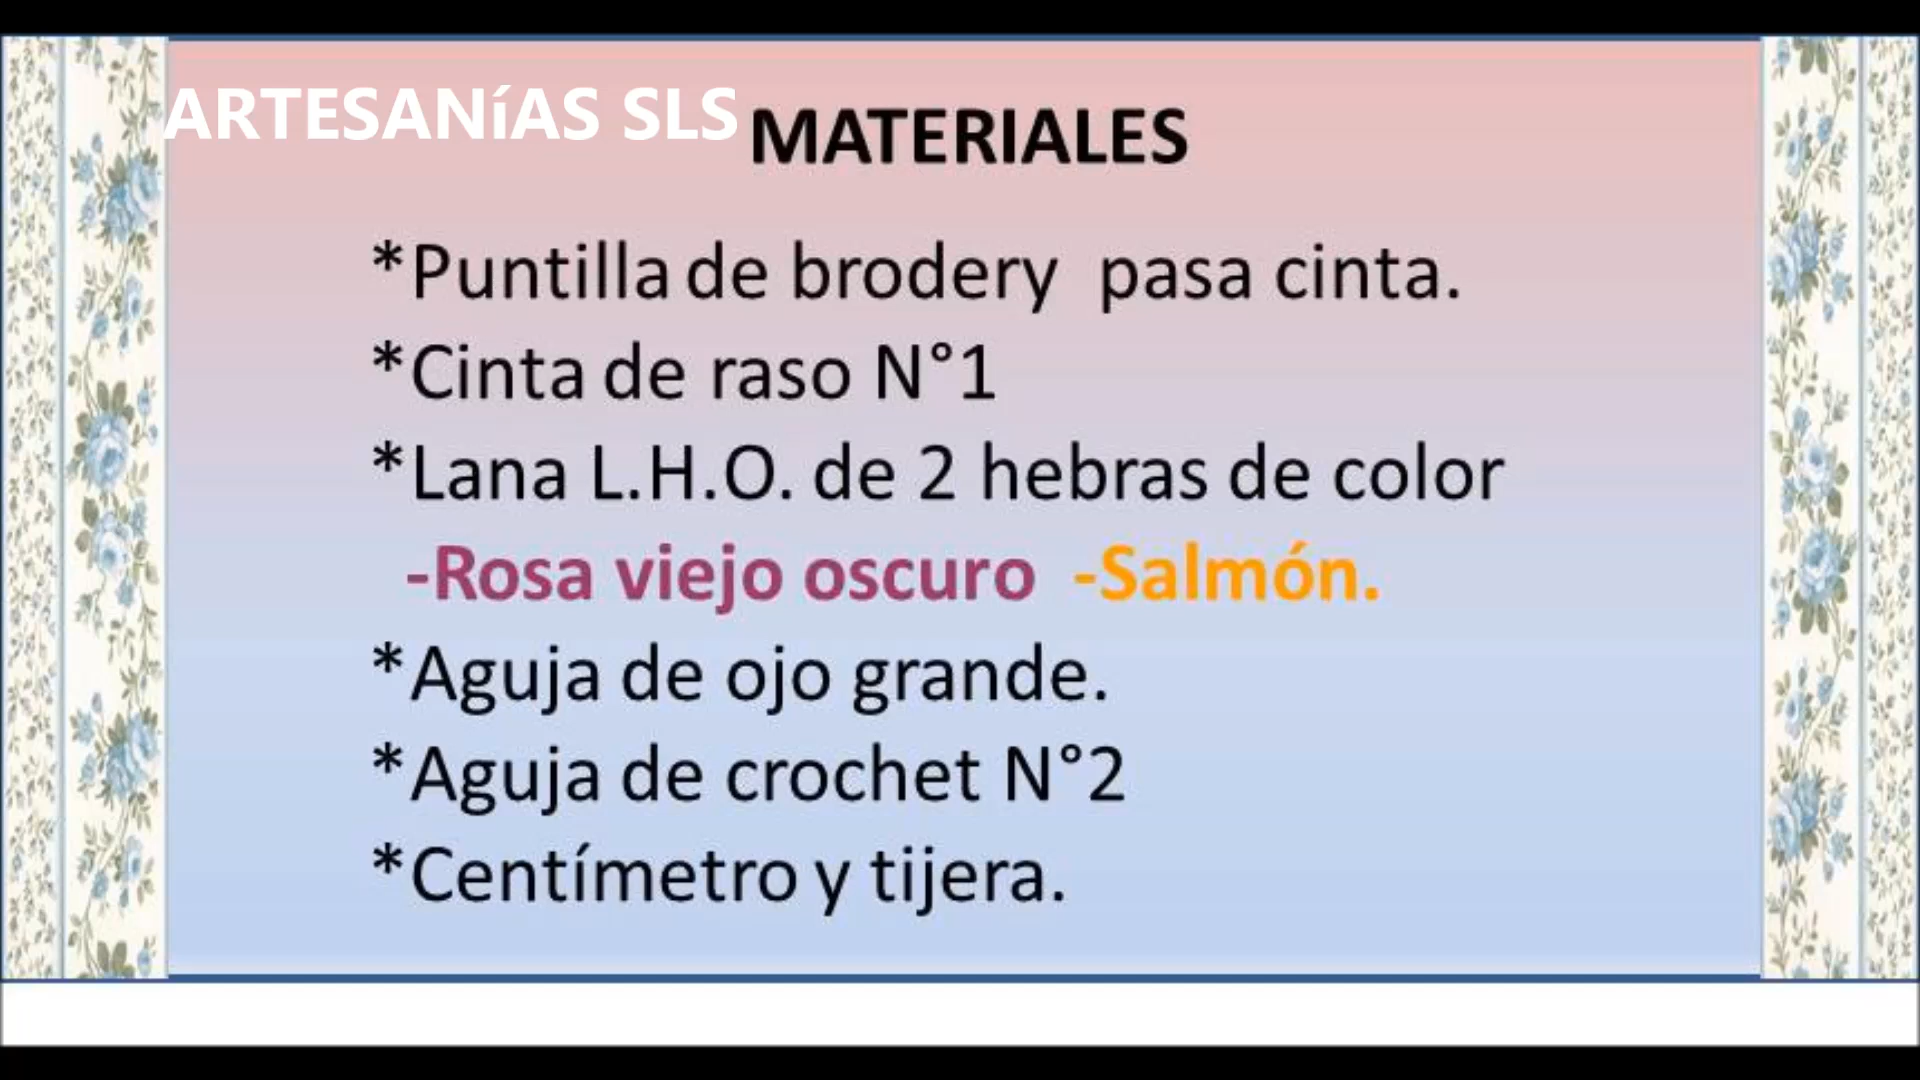 ARTESANíAS SLS
MATERIALES
*Puntilla de brodery pasa cinta.
*Cinta de raso N°1
*Lana L.H.O. de 2 hebras de color
-Rosa viejo oscuro -Salmón.
*Aguja de ojo grande.
*Aguja de crochet N°2
*Centímetro y tijera.